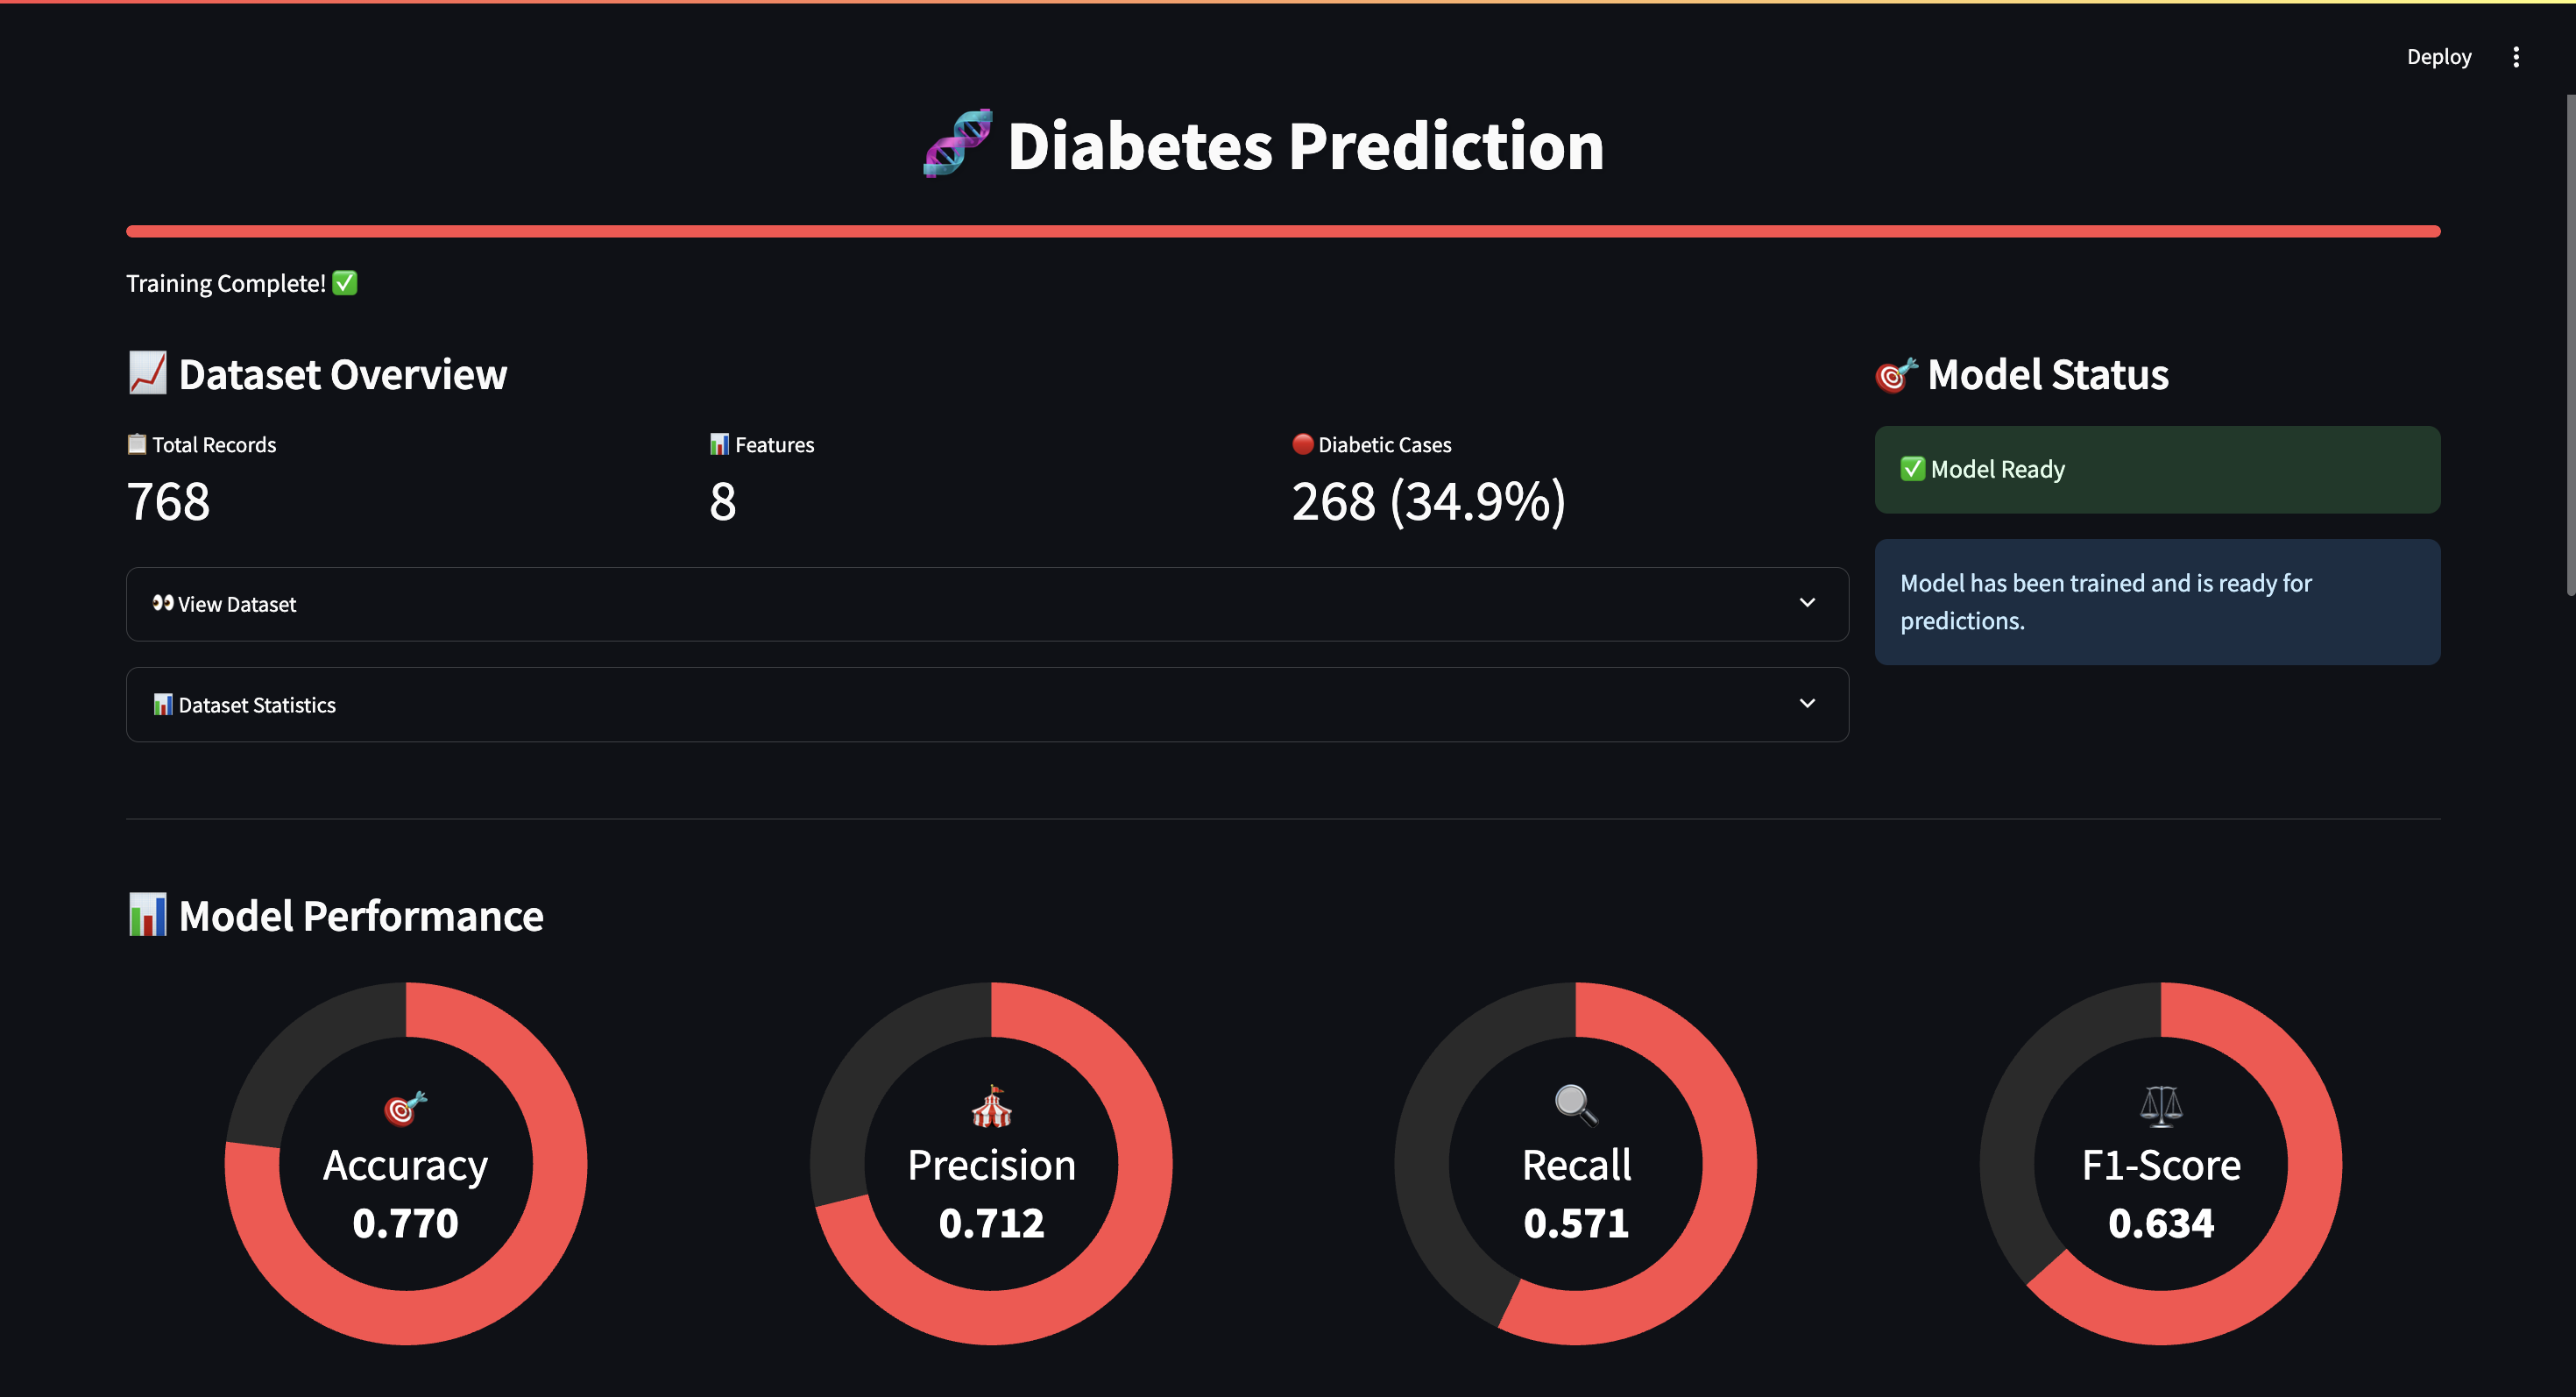 Deploy
Diabetes Prediction
Training Complete!
Dataset Overview
Total Records
768
Features
8
Diabetic Cases
268 (34.9%)
View Dataset
Dataset Statistics
Model Status
Model Ready
Model has been trained and is ready for
predictions.
Model Performance
Accuracy
0.770
Precision
0.712
Recall
0.571
F1-Score
0.634